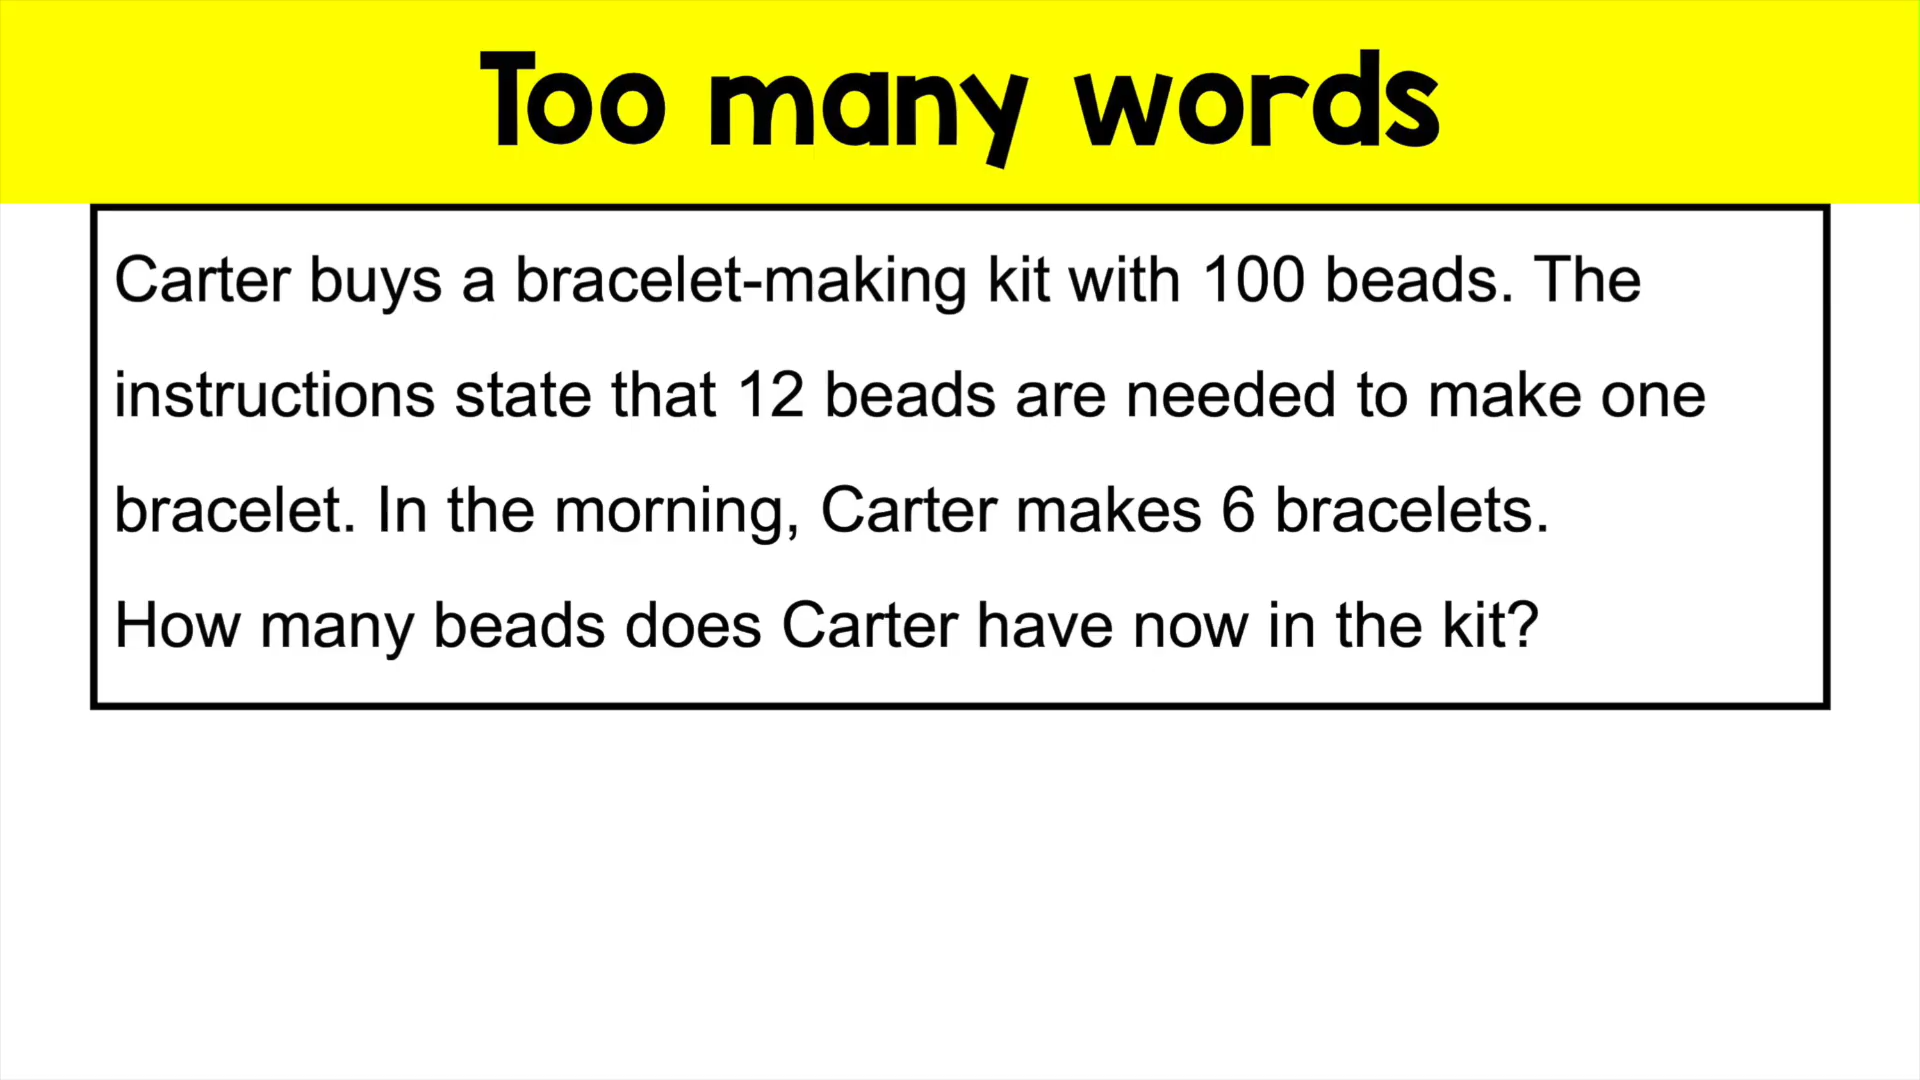 Too many words
Carter buys a bracelet-making kit with 100 beads. The
instructions state that 12 beads are needed to make one
bracelet. In the morning, Carter makes 6 bracelets.
How many beads does Carter have now in the kit?